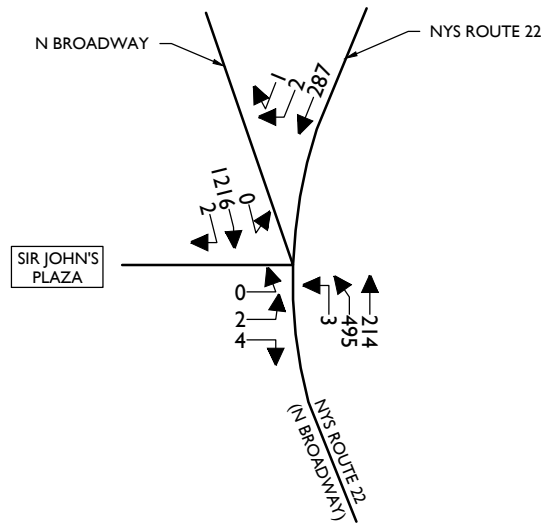 N BROADWAY
NYS ROUTE 22
1
2
287
1216
2
0
SIR JOHN'S
PLAZA
0
2
4
3
495
214
NYS ROUTE 22
(N BROADWAY)